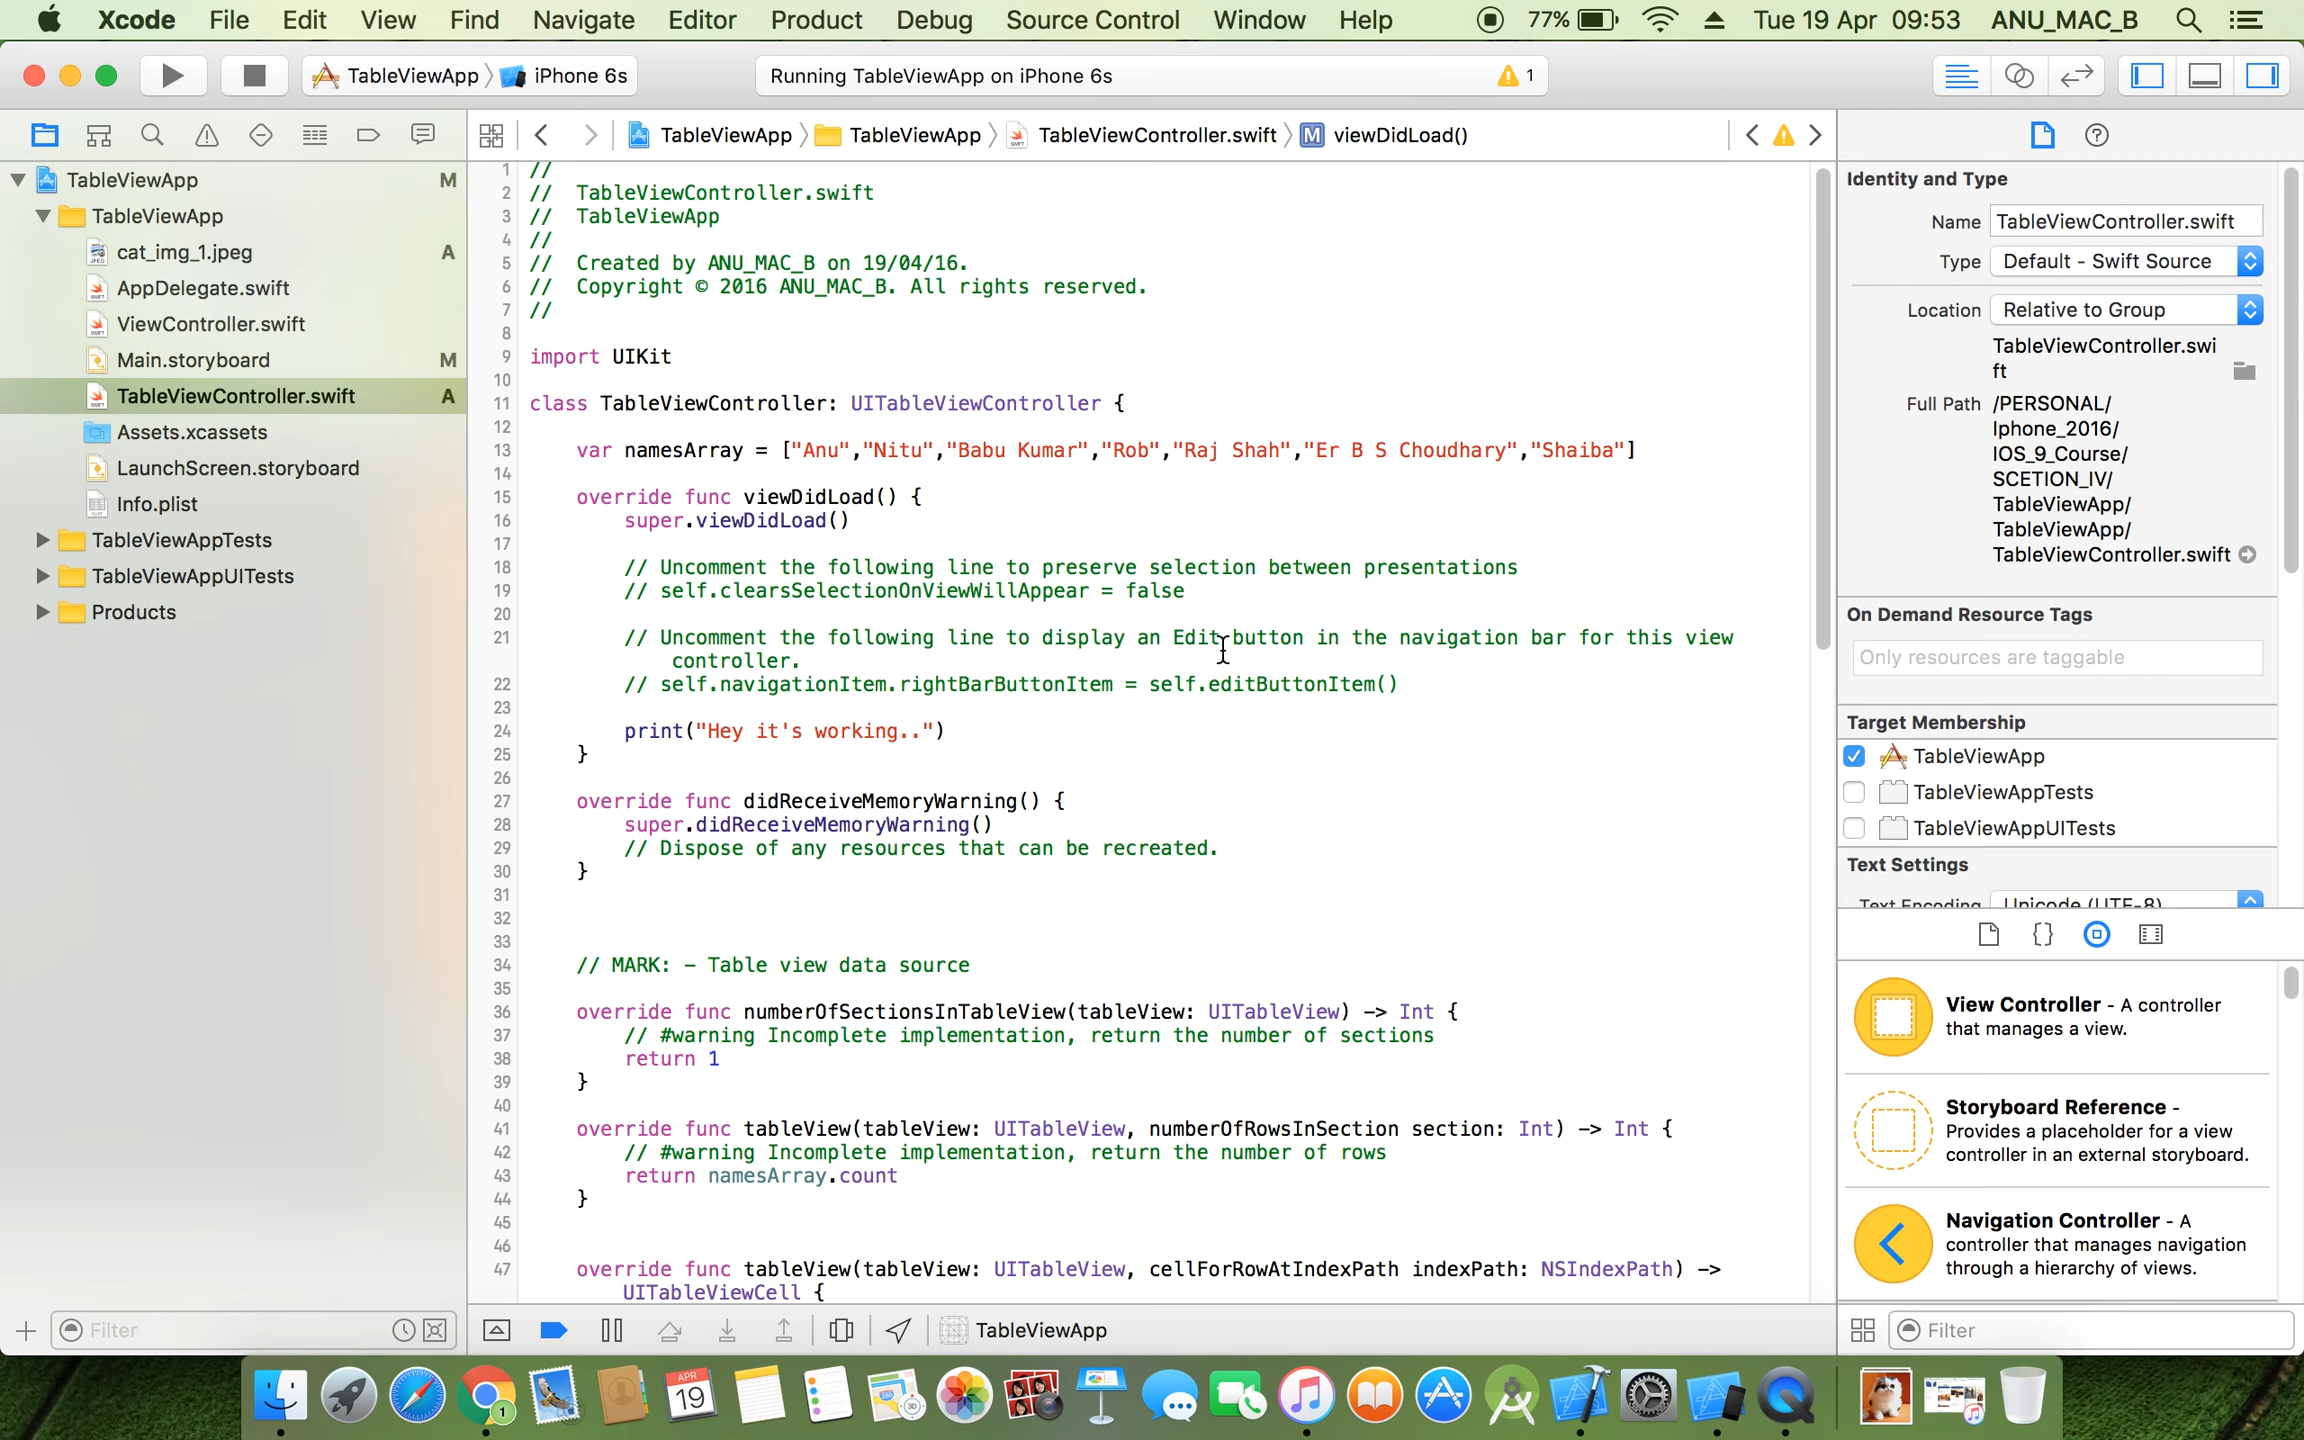 Xcode File Edit View Find Navigate Editor Product Debug Source Control Window Help 77% Tue 19 Apr 09:53 ANU_MAC_B
TableViewApp iPhone 6s Running TableViewApp on iPhone 6s 1
TableViewApp TableViewApp TableViewController.swift M viewDidLoad()
TableViewApp M
TableViewApp
cat_img_1.jpeg A
AppDelegate.swift
ViewController.swift
Main.storyboard M
TableViewController.swift A
Assets.xcassets
LaunchScreen.storyboard
Info.plist
TableViewAppTests
TableViewAppUITests
Products
Filter
1 //
2 // TableViewController.swift
3 // TableViewApp
4 //
5 // Created by ANU_MAC_B on 19/04/16.
6 // Copyright © 2016 ANU_MAC_B. All rights reserved.
7 //
8
9 import UIKit
10
11 class TableViewController: UITableViewController {
12
13 var namesArray = ["Anu","Nitu","Babu Kumar","Rob","Raj Shah","Er B S Choudhary","Shaiba"]
14
15 override func viewDidLoad() {
16 super.viewDidLoad()
17
18 // Uncomment the following line to preserve selection between presentations
19 // self.clearsSelectionOnViewWillAppear = false
20
21 // Uncomment the following line to display an Edit button in the navigation bar for this view
controller.
22 // self.navigationItem.rightBarButtonItem = self.editButtonItem()
23
24 print("Hey it's working..")
25 }
26
27 override func didReceiveMemoryWarning() {
28 super.didReceiveMemoryWarning()
29 // Dispose of any resources that can be recreated.
30 }
31
32
33
34 // MARK: - Table view data source
35
36 override func numberOfSectionsInTableView(tableView: UITableView) -> Int {
37 // #warning Incomplete implementation, return the number of sections
38 return 1
39 }
40
41 override func tableView(tableView: UITableView, numberOfRowsInSection section: Int) -> Int {
42 // #warning Incomplete implementation, return the number of rows
43 return namesArray.count
44 }
45
46
47 override func tableView(tableView: UITableView, cellForRowAtIndexPath indexPath: NSIndexPath) ->
UITableViewCell {
TableViewApp
Identity and Type
Name TableViewController.swift
Type Default - Swift Source
Location Relative to Group
TableViewController.swi
ft
Full Path /PERSONAL/
Iphone_2016/
IOS_9_Course/
SCETION_IV/
TableViewApp/
TableViewApp/
TableViewController.swift
On Demand Resource Tags
Only resources are taggable
Target Membership
TableViewApp
TableViewAppTests
TableViewAppUITests
Text Settings
Text Encoding Unicode (UTF-8)
View Controller - A controller
that manages a view.
Storyboard Reference -
Provides a placeholder for a view
controller in an external storyboard.
Navigation Controller - A
controller that manages navigation
through a hierarchy of views.
Filter
1
APR
19